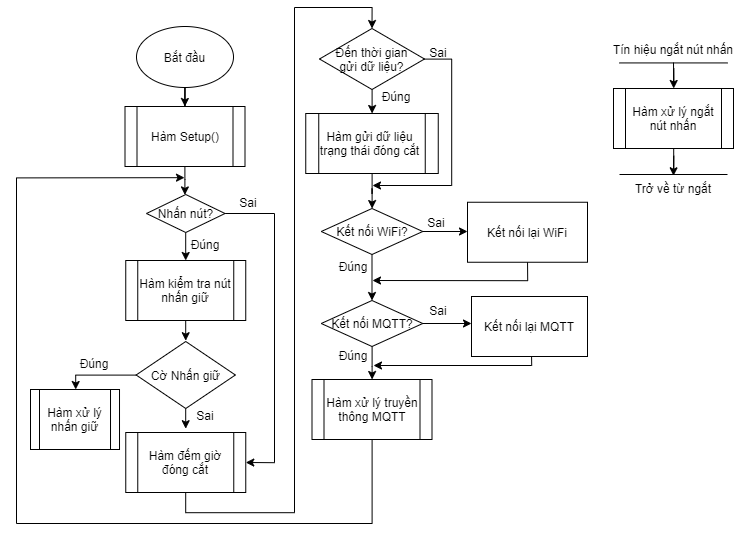 Bắt đầu
Hàm Setup()
Nhấn nút?
Sai
Đúng
Hàm kiểm tra nút
nhấn giữ
Cờ Nhấn giữ
Đúng
Sai
Hàm xử lý
nhấn giữ
Hàm đếm giờ
đóng cắt
Đến thời gian
gửi dữ liệu?
Sai
Đúng
Hàm gửi dữ liệu
trạng thái đóng cắt
Kết nối WiFi?
Sai
Kết nối lại WiFi
Đúng
Kết nối MQTT?
Sai
Kết nối lại MQTT
Đúng
Hàm xử lý truyền
thông MQTT
Tín hiệu ngắt nút nhấn
Hàm xử lý ngắt
nút nhấn
Trở về từ ngắt